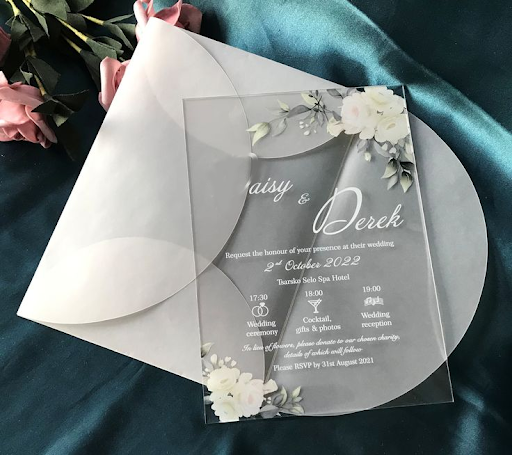 aisy
&
Derek
Request the honour of your presence at their wedding
2nd October 2022
Tsarsko Selo Spa Hotel
17:30 18:00 19:00
Wedding ceremony
Cocktail, gifts & photos
Wedding reception
In lieu of flowers, please donate to our chosen charity,
details of which will follow
Please RSVP by 31st August 2021